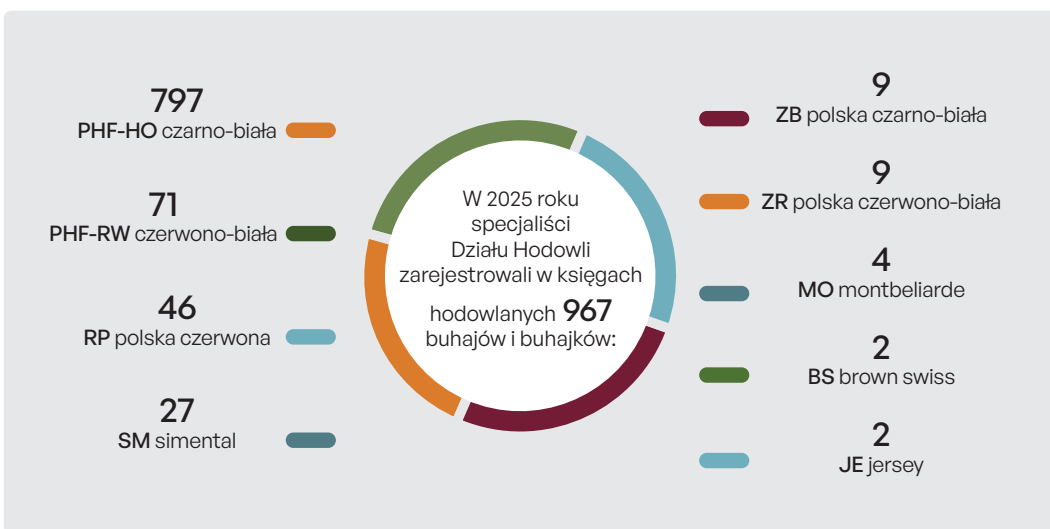 797
PHF-HO czarno-biała
71
PHF-RW czerwono-biała
46
RP polska czerwona
27
SM simental
W 2025 roku
specjaliści
Działu Hodowli
zarejestrowali w księgach
hodowlanych 967
buhajów i buhajków:
9
ZB polska czarno-biała
9
ZR polska czerwono-biała
4
MO montbeliarde
2
BS brown swiss
2
JE jersey